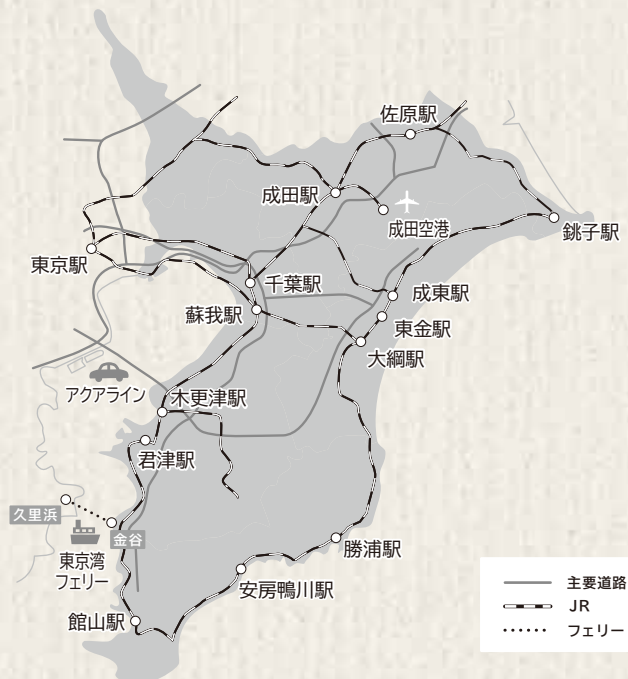 佐原駅
成田駅
成田空港
銚子駅
東京駅
千葉駅
成東駅
蘇我駅
東金駅
大綱駅
アクアライン
木更津駅
君津駅
久里浜
金谷
東京湾
フェリー
勝浦駅
安房鴨川駅
館山駅
主要道路
JR
フェリー